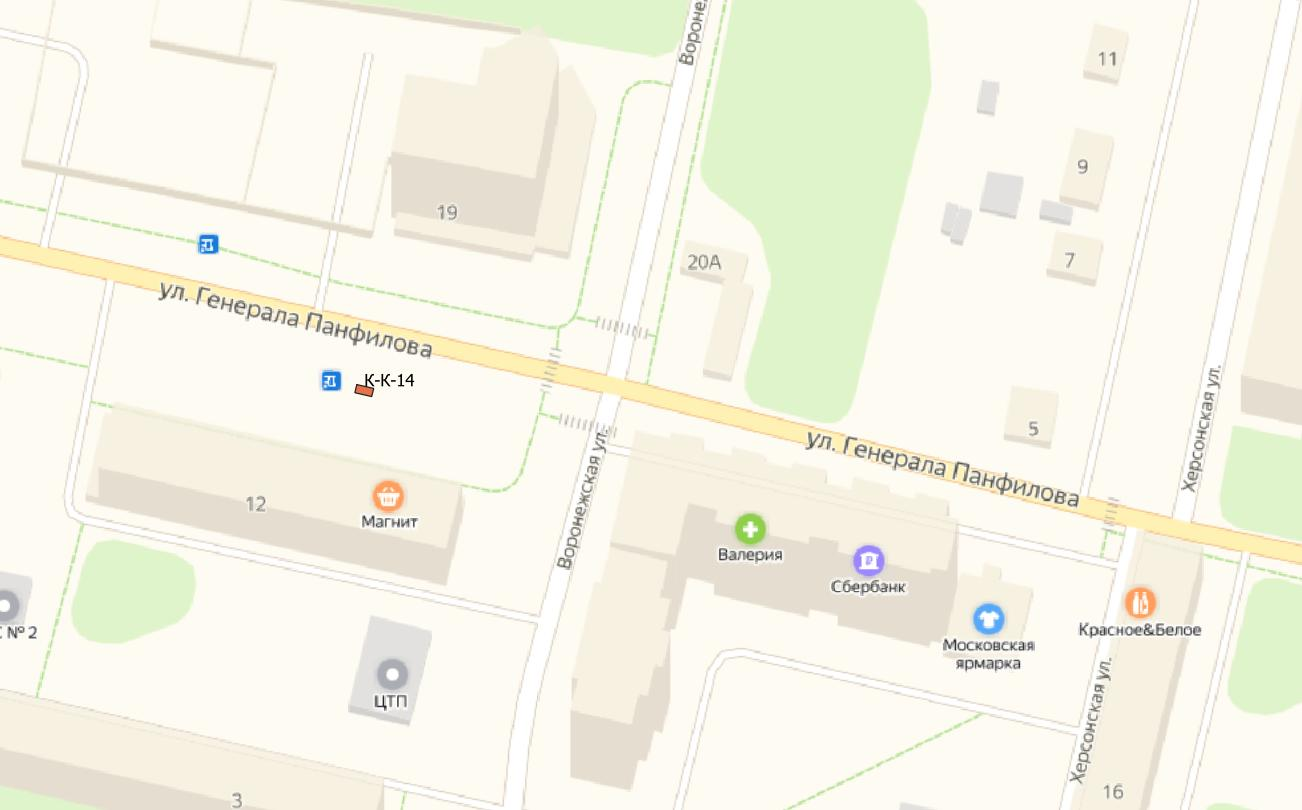 Вороне
11
9
19
20А
7
ул. Генерала Панфилова
К-К-14
5
Херсонская ул.
ул. Генерала Панфилова
Воронежская ул.
12
Магнит
Валерия
Сбербанк
Красное&Белое
С № 2
Московская
ярмарка
ЦТП
Херсонская ул.
3
16